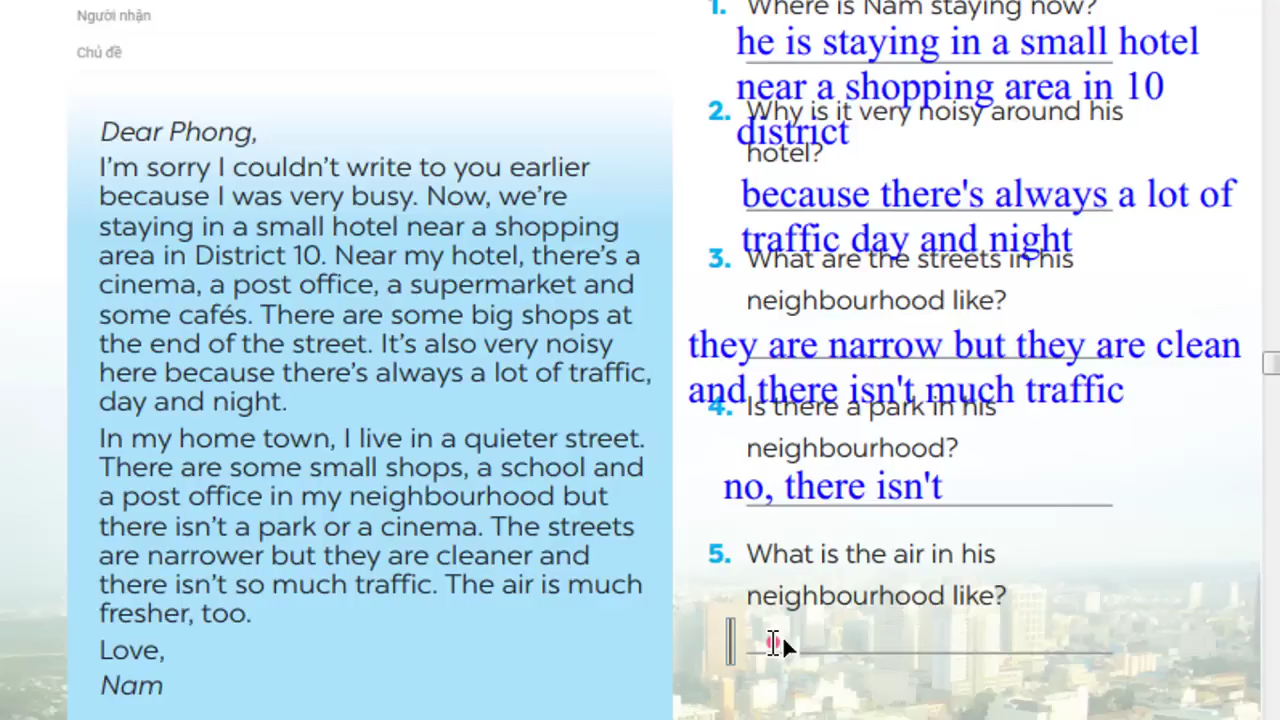 Người nhận
Chủ đề
Dear Phong,
I'm sorry I couldn't write to you earlier
because I was very busy. Now, we're
staying in a small hotel near a shopping
area in District 10. Near my hotel, there's a
cinema, a post office, a supermarket and
some cafés. There are some big shops at
the end of the street. It's also very noisy
here because there's always a lot of traffic,
day and night.
In my home town, I live in a quieter street.
There are some small shops, a school and
a post office in my neighbourhood but
there isn't a park or a cinema. The streets
are narrower but they are cleaner and
there isn't so much traffic. The air is much
fresher, too.
Love,
Nam
1. Where is Nam staying now?
he is staying in a small hotel
near a shopping area in 10
district
2. Why is it very noisy around his
hotel?
because there's always a lot of
traffic day and night
3. What are the streets in his
neighbourhood like?
they are narrow but they are clean
and there isn't much traffic
4. Is there a park in his
neighbourhood?
no, there isn't
5. What is the air in his
neighbourhood like?